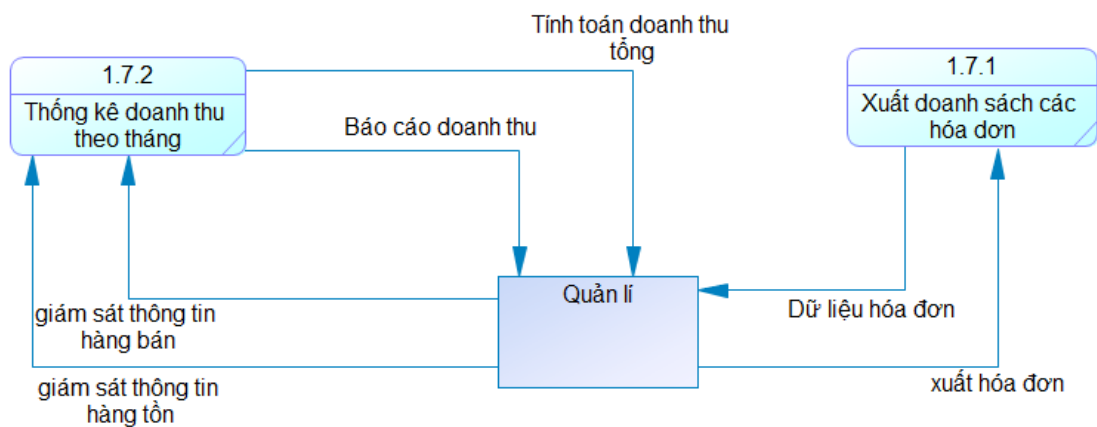 Tính toán doanh thu
tổng
1.7.2
Thống kê doanh thu
theo tháng
1.7.1
Xuất doanh sách các
hóa dơn
Báo cáo doanh thu
Quản lí
giám sát thông tin
hàng bán
Dữ liệu hóa đơn
giám sát thông tin
hàng tồn
xuất hóa đơn